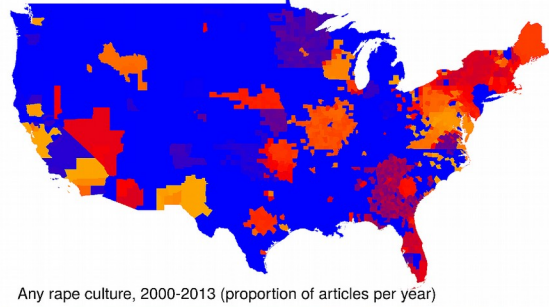 Any rape culture, 2000-2013 (proportion of articles per year)